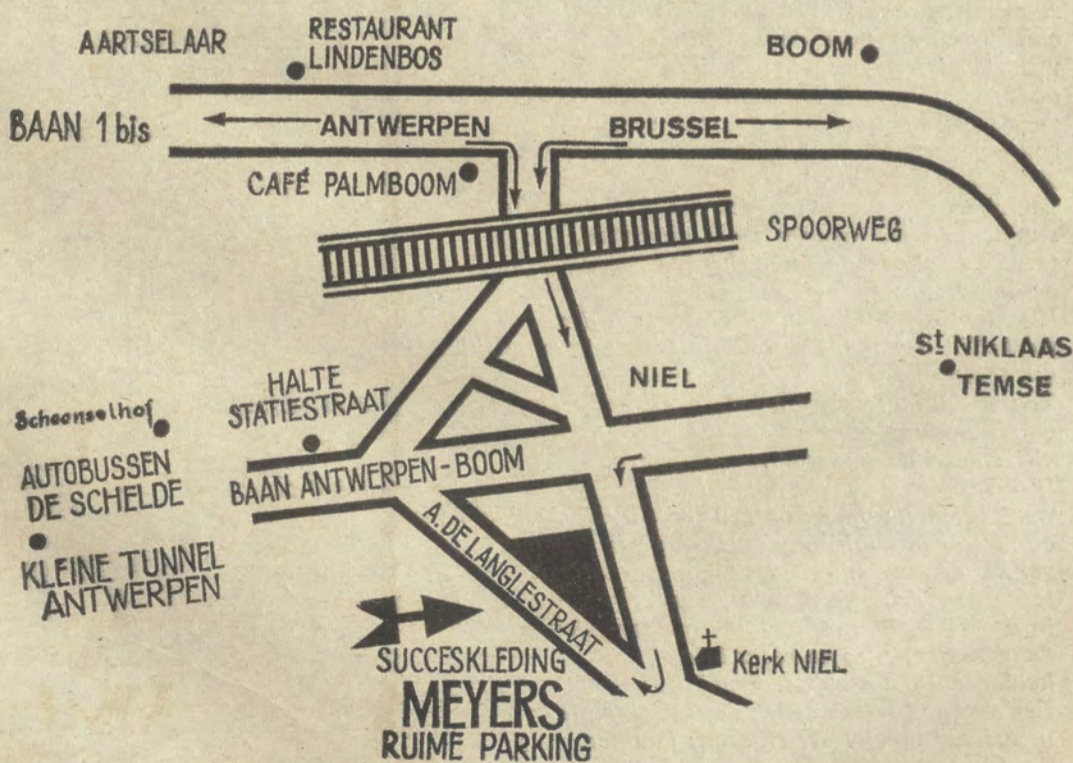 AARTSELAAR
RESTAURANT
LINDENBOS
BOOM
BAAN 1 bis
ANTWERPEN
BRUSSEL
CAFÉ PALMBOOM
SPOORWEG
St NIKLAAS
TEMSE
NIEL
HALTE
STATIESTRAAT
Schoonselhof
AUTOBUSSEN
DE SCHELDE
BAAN ANTWERPEN-BOOM
KLEINE TUNNEL
ANTWERPEN
A. DE LANGLESTRAAT
Kerk NIEL
SUCCESKLEDING
MEYERS
RUIME PARKING